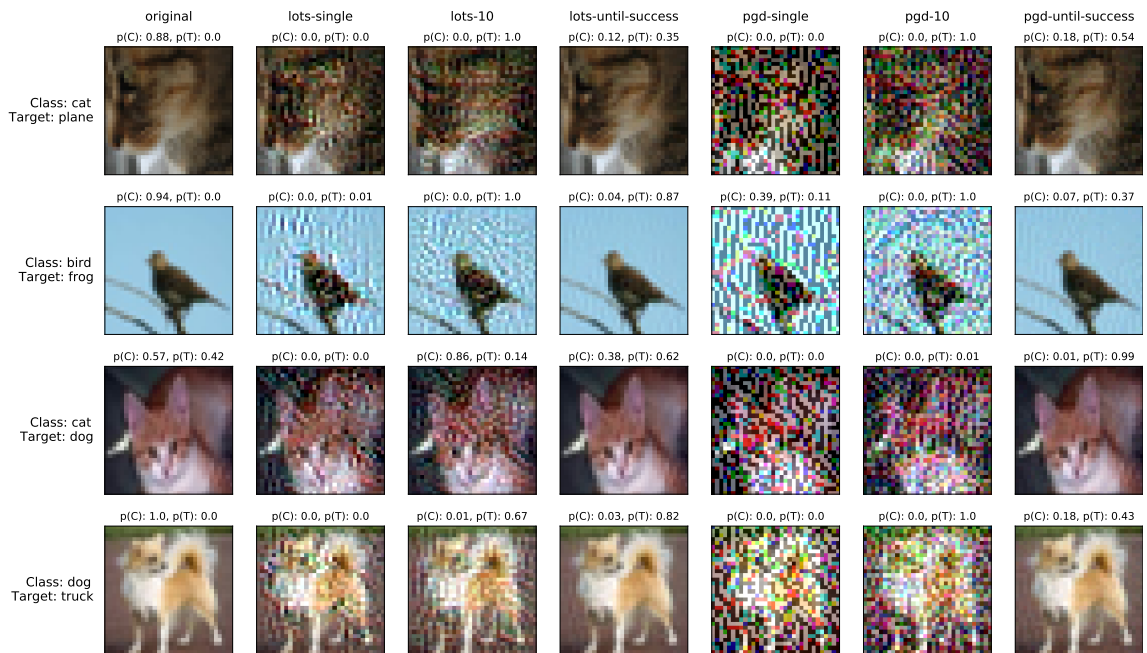 original lots-single lots-10 lots-until-success pgd-single pgd-10 pgd-until-success
p(C): 0.88, p(T): 0.0 p(C): 0.0, p(T): 0.0 p(C): 0.0, p(T): 1.0 p(C): 0.12, p(T): 0.35 p(C): 0.0, p(T): 0.0 p(C): 0.0, p(T): 1.0 p(C): 0.18, p(T): 0.54
Class: cat
Target: plane
p(C): 0.94, p(T): 0.0 p(C): 0.0, p(T): 0.01 p(C): 0.0, p(T): 1.0 p(C): 0.04, p(T): 0.87 p(C): 0.39, p(T): 0.11 p(C): 0.0, p(T): 1.0 p(C): 0.07, p(T): 0.37
Class: bird
Target: frog
p(C): 0.57, p(T): 0.42 p(C): 0.0, p(T): 0.0 p(C): 0.86, p(T): 0.14 p(C): 0.38, p(T): 0.62 p(C): 0.0, p(T): 0.0 p(C): 0.0, p(T): 0.01 p(C): 0.01, p(T): 0.99
Class: cat
Target: dog
p(C): 1.0, p(T): 0.0 p(C): 0.0, p(T): 0.0 p(C): 0.01, p(T): 0.67 p(C): 0.03, p(T): 0.82 p(C): 0.0, p(T): 0.0 p(C): 0.0, p(T): 1.0 p(C): 0.18, p(T): 0.43
Class: dog
Target: truck